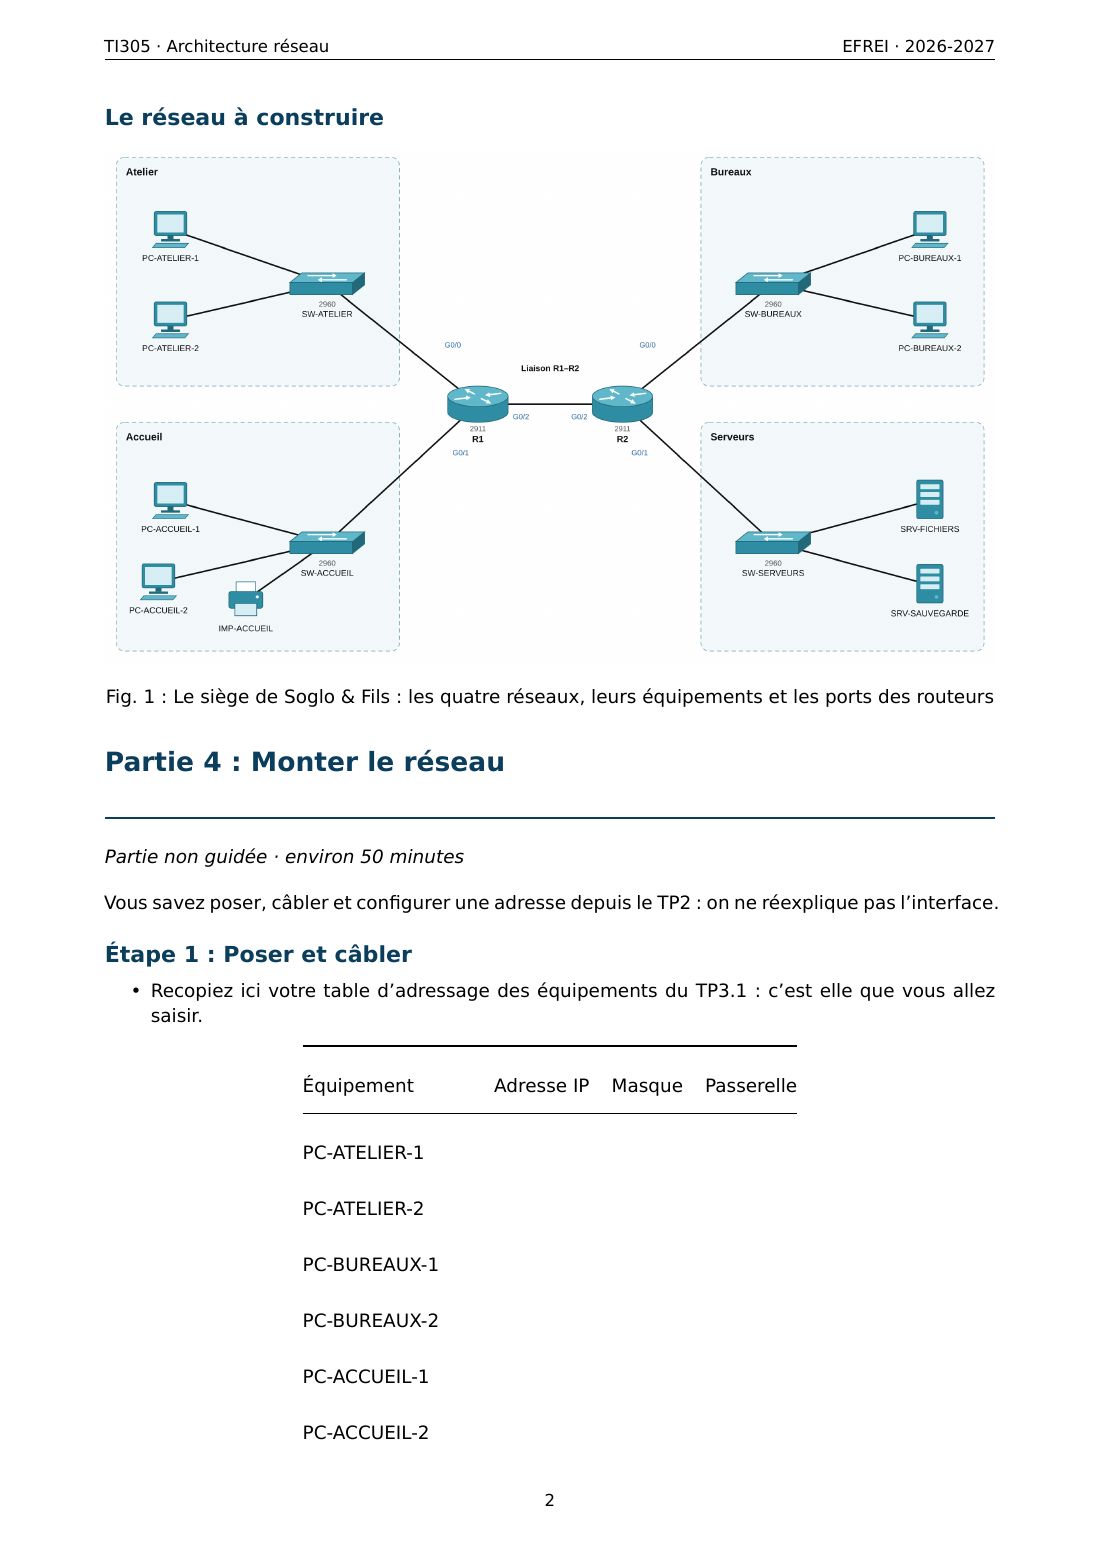 TI305 · Architecture réseau
EFREI · 2026-2027
Le réseau à construire
Atelier
PC-ATELIER-1
PC-ATELIER-2
2960
SW-ATELIER
Bureaux
PC-BUREAUX-1
PC-BUREAUX-2
2960
SW-BUREAUX
G0/0
G0/0
Liaison R1–R2
G0/2
G0/2
2911
R1
2911
R2
G0/1
G0/1
Accueil
PC-ACCUEIL-1
PC-ACCUEIL-2
IMP-ACCUEIL
2960
SW-ACCUEIL
Serveurs
2960
SW-SERVEURS
SRV-FICHIERS
SRV-SAUVEGARDE
Fig. 1 : Le siège de Soglo & Fils : les quatre réseaux, leurs équipements et les ports des routeurs
Partie 4 : Monter le réseau
Partie non guidée · environ 50 minutes
Vous savez poser, câbler et configurer une adresse depuis le TP2 : on ne réexplique pas l’interface.
Étape 1 : Poser et câbler
• Recopiez ici votre table d’adressage des équipements du TP3.1 : c’est elle que vous allez
saisir.
Équipement Adresse IP Masque Passerelle
PC-ATELIER-1
PC-ATELIER-2
PC-BUREAUX-1
PC-BUREAUX-2
PC-ACCUEIL-1
PC-ACCUEIL-2
2